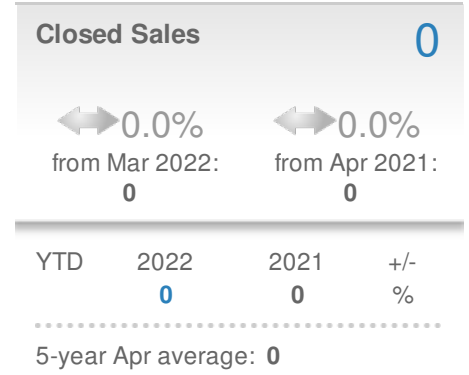 Closed Sales 0
0.0% 0.0%
from Mar 2022: from Apr 2021:
0 0
YTD 2022 2021 +/-
0 0 %
5-year Apr average: 0